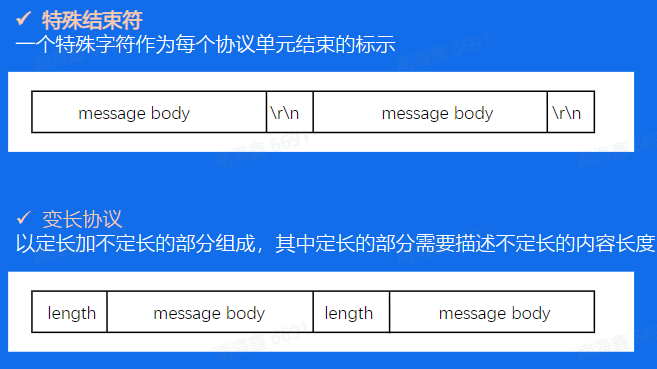 ✓ 特殊结束符
一个特殊字符作为每个协议单元结束的标示
message body \r\n message body \r\n
✓ 变长协议
以定长加不定长的部分组成，其中定长的部分需要描述不定长的内容长度
length message body length message body